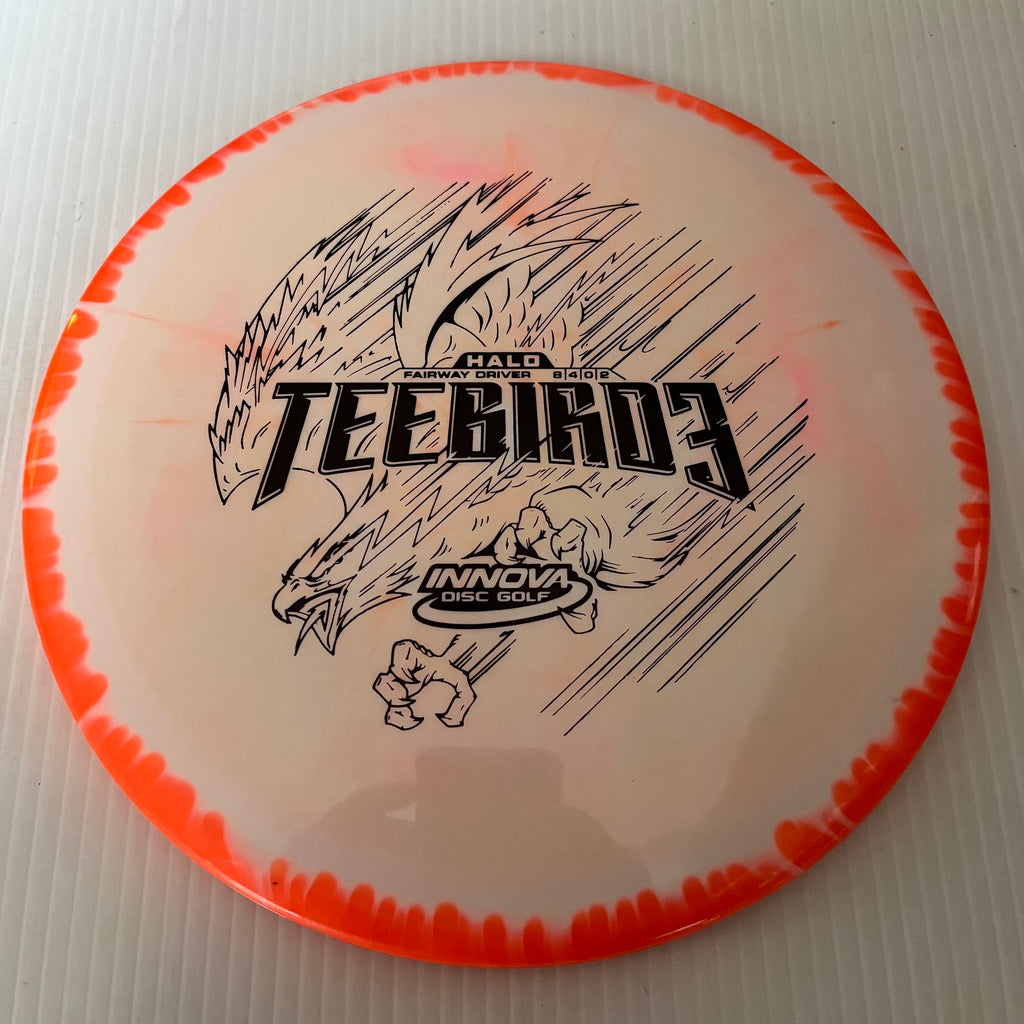 HALO
FAIRWAY DRIVER 8|4|0|2
TEEBIRD3
INNOVA
DISC GOLF